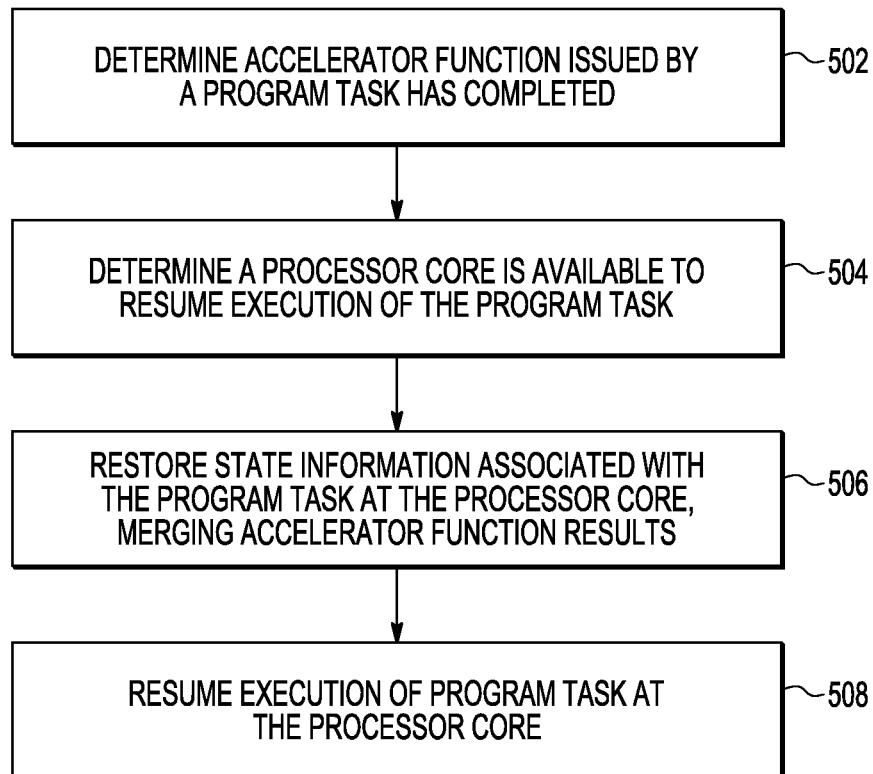 DETERMINE ACCELERATOR FUNCTION ISSUED BY
A PROGRAM TASK HAS COMPLETED
502
DETERMINE A PROCESSOR CORE IS AVAILABLE TO
RESUME EXECUTION OF THE PROGRAM TASK
504
RESTORE STATE INFORMATION ASSOCIATED WITH
THE PROGRAM TASK AT THE PROCESSOR CORE,
MERGING ACCELERATOR FUNCTION RESULTS
506
RESUME EXECUTION OF PROGRAM TASK AT
THE PROCESSOR CORE
508